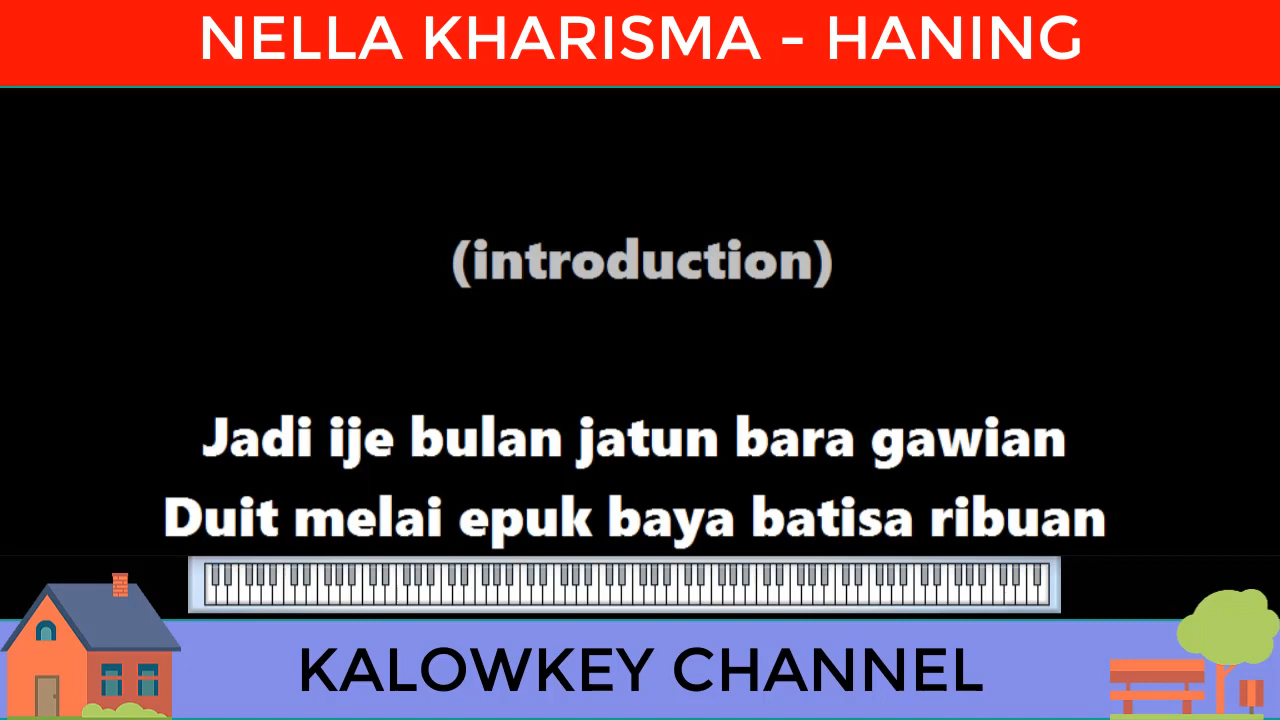 NELLA KHARISMA - HANING
(introduction)
Jadi ije bulan jatun bara gawian
Duit melai epuk baya batisa ribuan
KALOWKEY CHANNEL